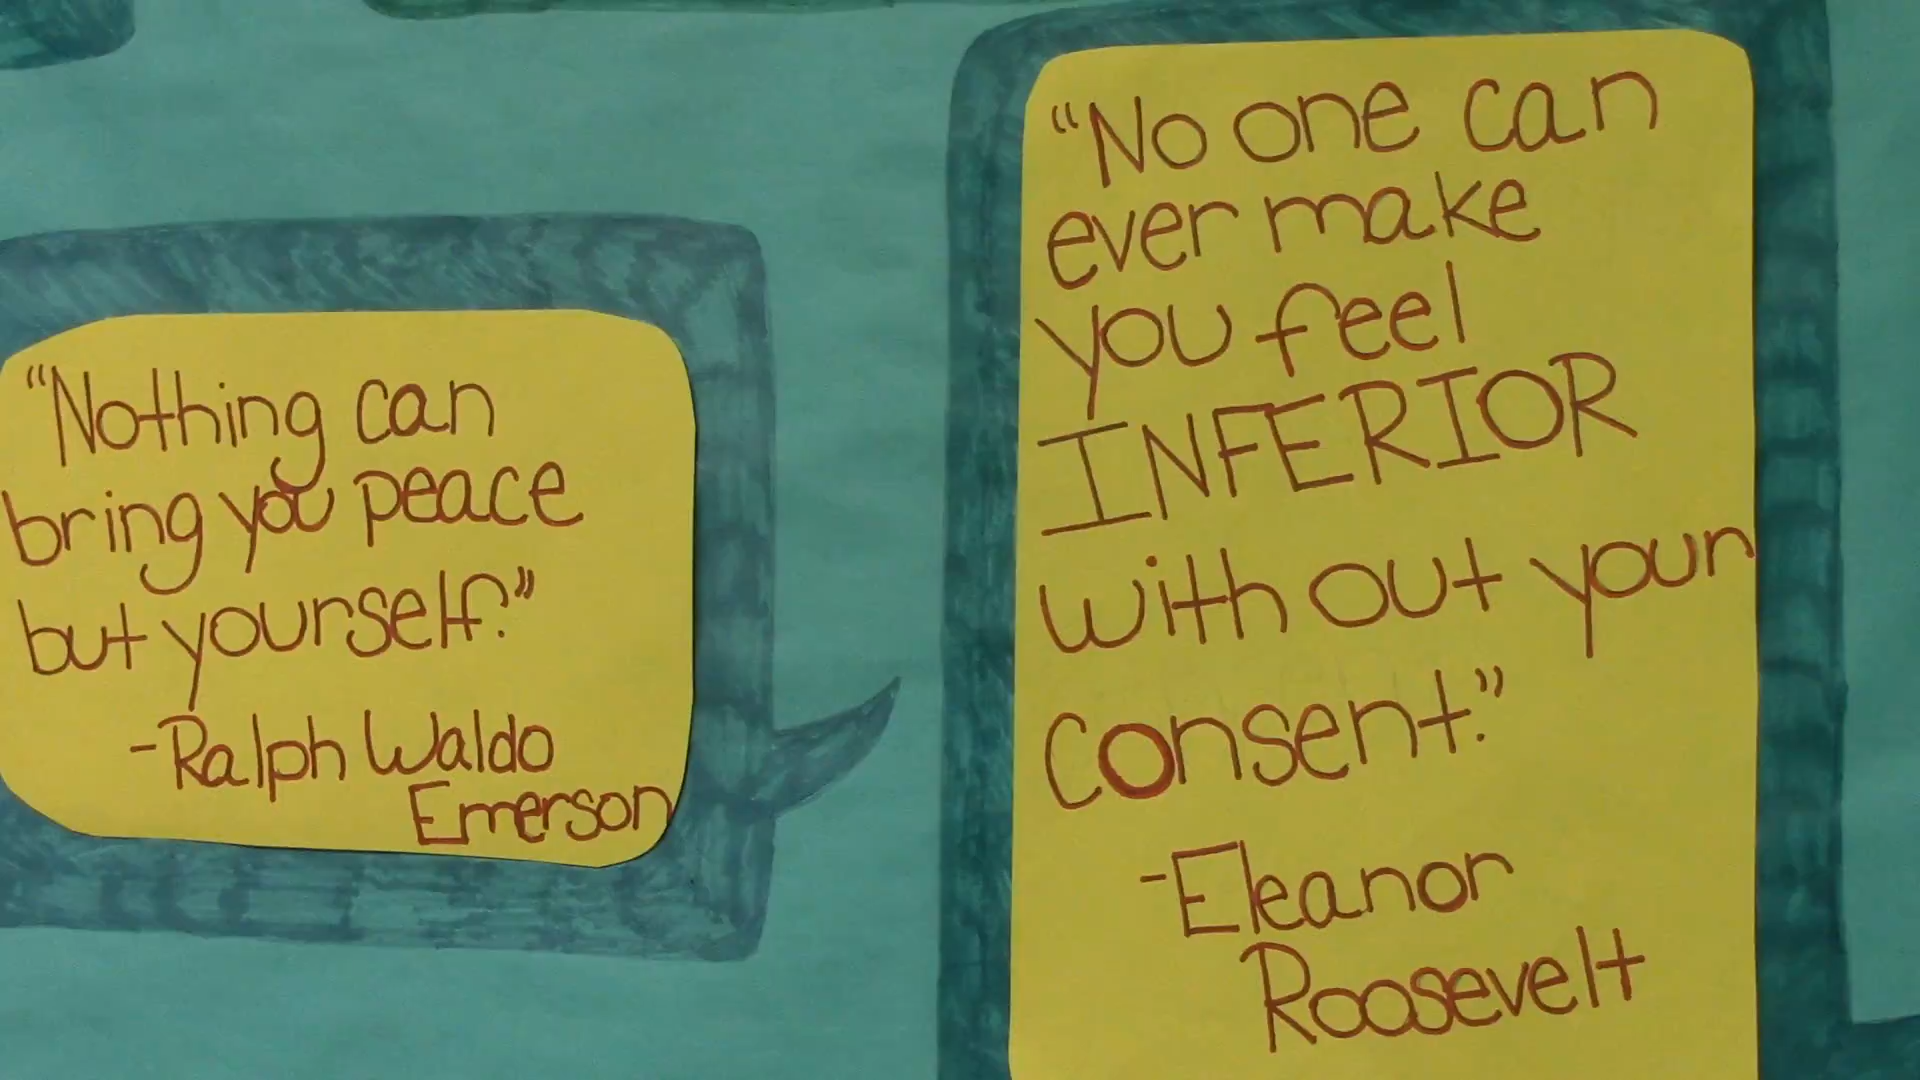 “Nothing can
bring you peace
but yourself.”
-Ralph Waldo
Emerson
“No one can
ever make
you feel
INFERIOR
with out your
consent.”
-Eleanor
Roosevelt